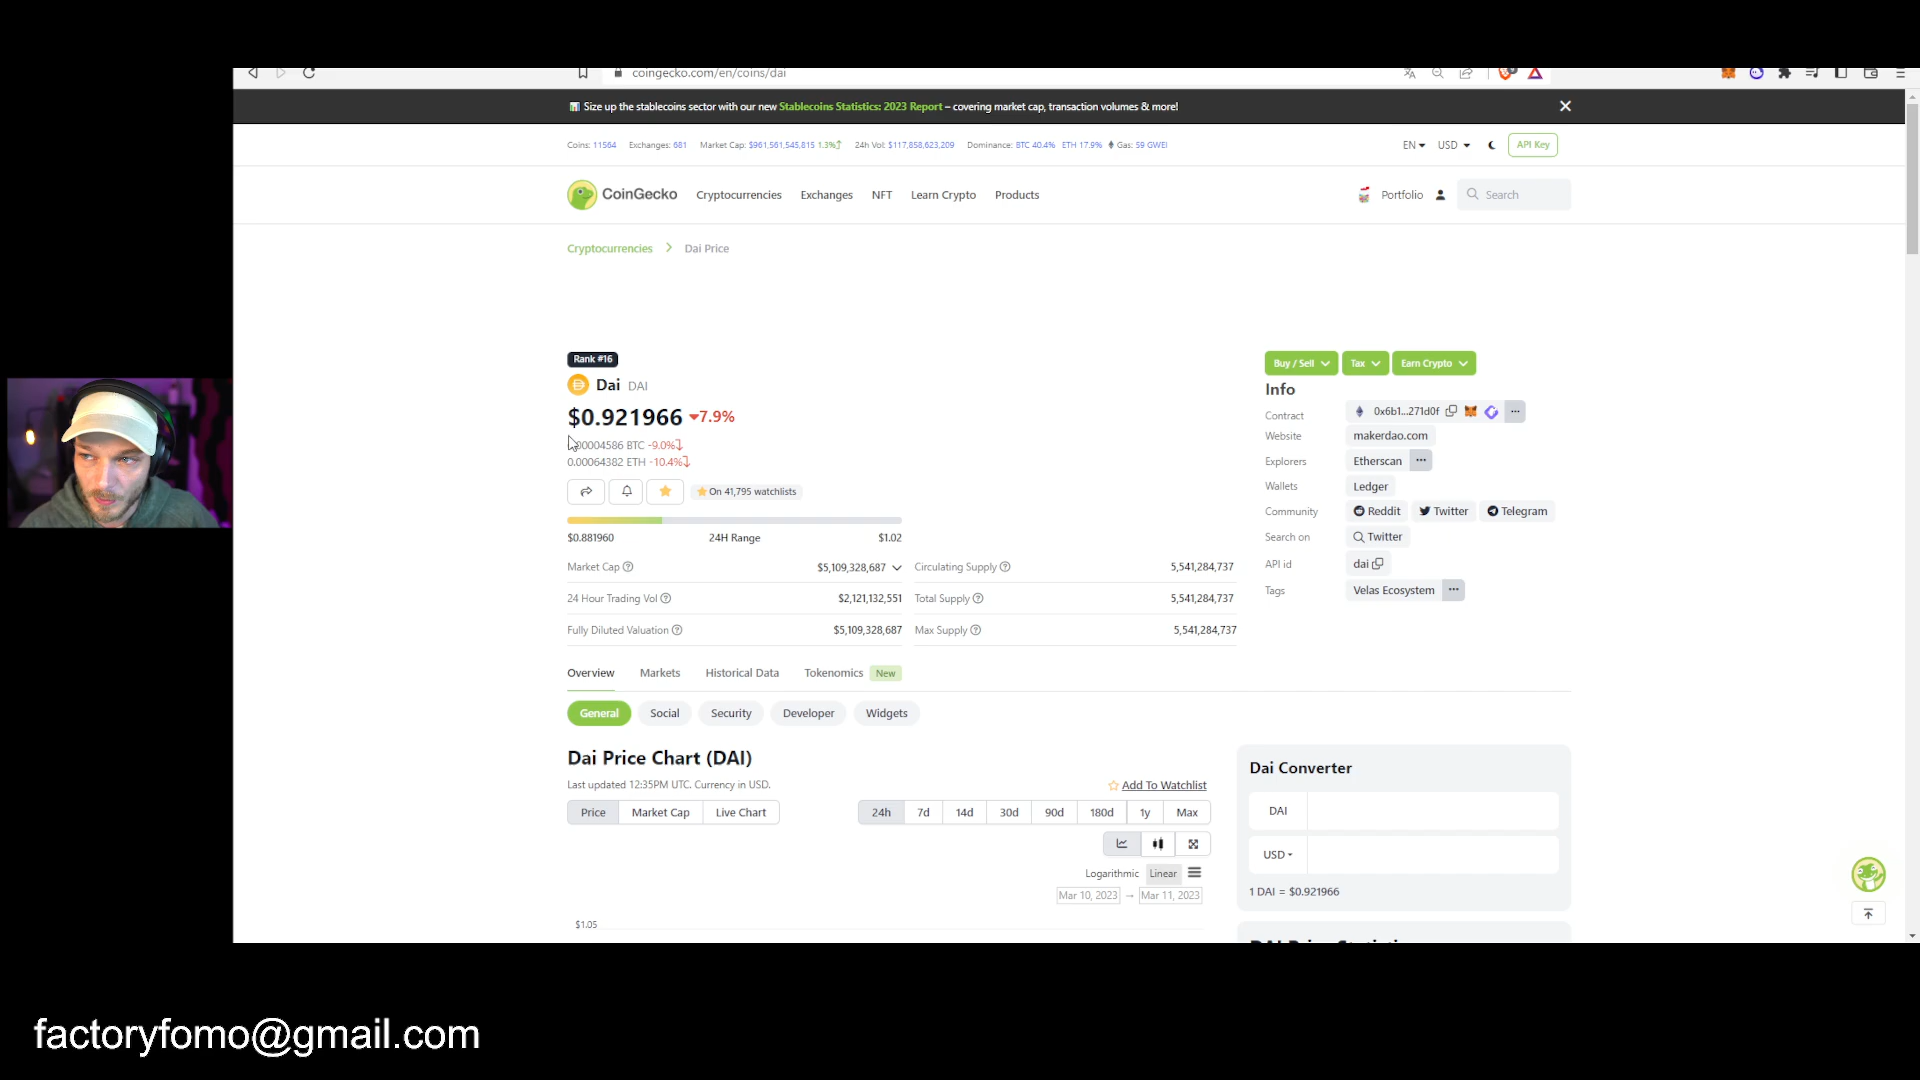 coingecko.com/en/coins/dai
Size up the stablecoins sector with our new Stablecoins Statistics: 2023 Report – covering market cap, transaction volumes & more!
Coins: 11564 Exchanges: 681 Market Cap: $961,561,545,815 1.3% 24h Vol: $117,858,623,209 Dominance: BTC 40.4% ETH 17.9% Gas: 59 GWEI
EN USD API Key
CoinGecko Cryptocurrencies Exchanges NFT Learn Crypto Products Portfolio Search
Cryptocurrencies > Dai Price
Rank #16
Buy / Sell Tax Earn Crypto
Dai DAI
Info
$0.921966 7.9%
Contract 0x6b1...271d0f
Website makerdao.com
00004586 BTC -9.0%
0.00064382 ETH -10.4%
Explorers Etherscan
Wallets Ledger
On 41,795 watchlists
Community Reddit Twitter Telegram
$0.881960 24H Range $1.02
Search on Twitter
Market Cap $5,109,328,687 Circulating Supply 5,541,284,737
API id dai
Tags Velas Ecosystem
24 Hour Trading Vol $2,121,132,551 Total Supply 5,541,284,737
Fully Diluted Valuation $5,109,328,687 Max Supply 5,541,284,737
Overview Markets Historical Data Tokenomics New
General Social Security Developer Widgets
Dai Price Chart (DAI)
Last updated 12:35PM UTC. Currency in USD.
Add To Watchlist
Price Market Cap Live Chart
24h 7d 14d 30d 90d 180d 1y Max
Logarithmic Linear
Mar 10, 2023 → Mar 11, 2023
$1.05
Dai Converter
DAI
USD
1 DAI = $0.921966
factoryfomo@gmail.com